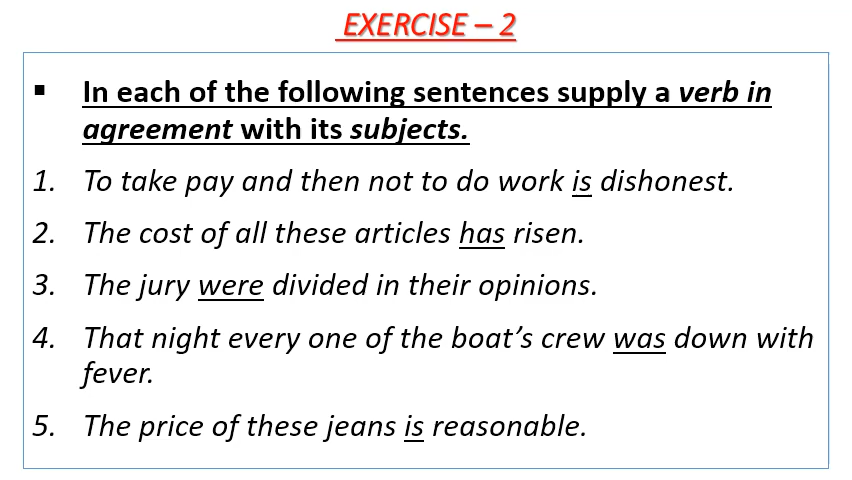 EXERCISE – 2
▪ In each of the following sentences supply a verb in
agreement with its subjects.
1. To take pay and then not to do work is dishonest.
2. The cost of all these articles has risen.
3. The jury were divided in their opinions.
4. That night every one of the boat’s crew was down with
fever.
5. The price of these jeans is reasonable.